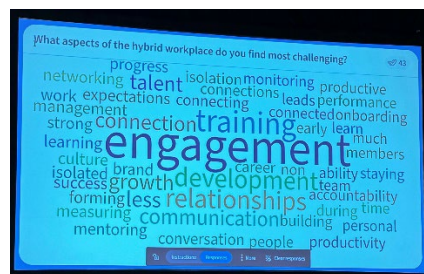 What aspects of the hybrid workplace do you find most challenging?
43
progress
networking talent isolation monitoring productive
connections
work expectations connecting leads performance
management connected onboarding
strong connection training early learn
much
learning engagement members
culture career non ability staying
isolated brand team
success growth development
accountability
forming less relationships
during time
measuring communication building personal
mentoring
conversation people productivity
Instructions Responses